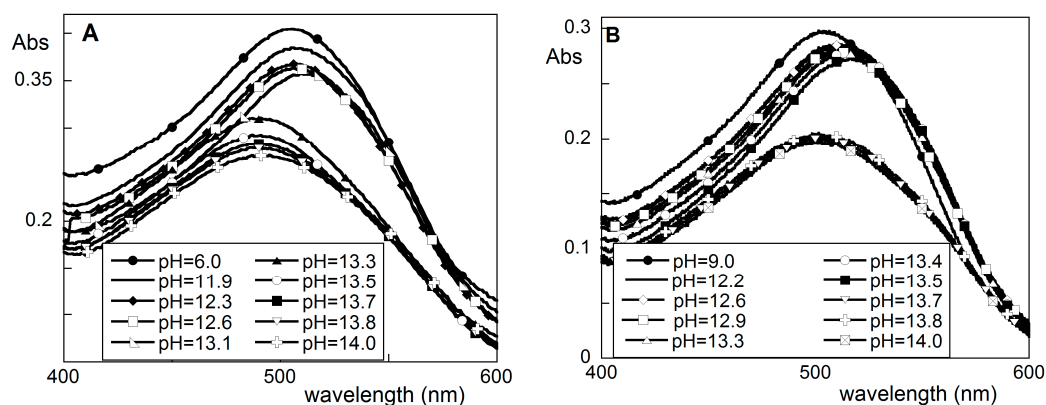 A
Abs
0.35
0.2
pH=6.0
pH=11.9
pH=12.3
pH=12.6
pH=13.1
pH=13.3
pH=13.5
pH=13.7
pH=13.8
pH=14.0
400
500
600
wavelength (nm)
B
0.3
Abs
0.2
0.1
0
pH=9.0
pH=12.2
pH=12.6
pH=12.9
pH=13.3
pH=13.4
pH=13.5
pH=13.7
pH=13.8
pH=14.0
400
500
600
wavelength (nm)